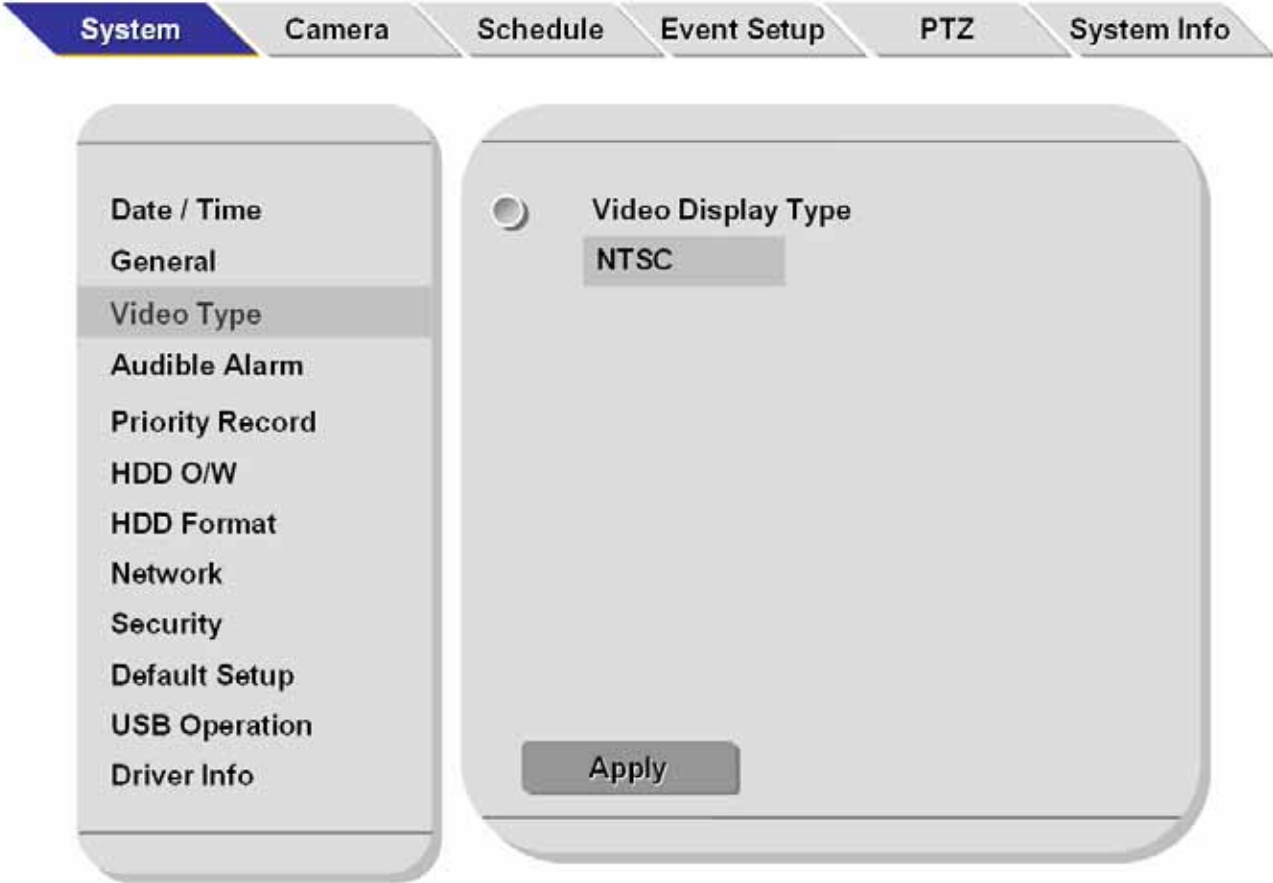 System Camera Schedule Event Setup PTZ System Info
Date / Time
General
Video Type
Audible Alarm
Priority Record
HDD O/W
HDD Format
Network
Security
Default Setup
USB Operation
Driver Info
Video Display Type
NTSC
Apply